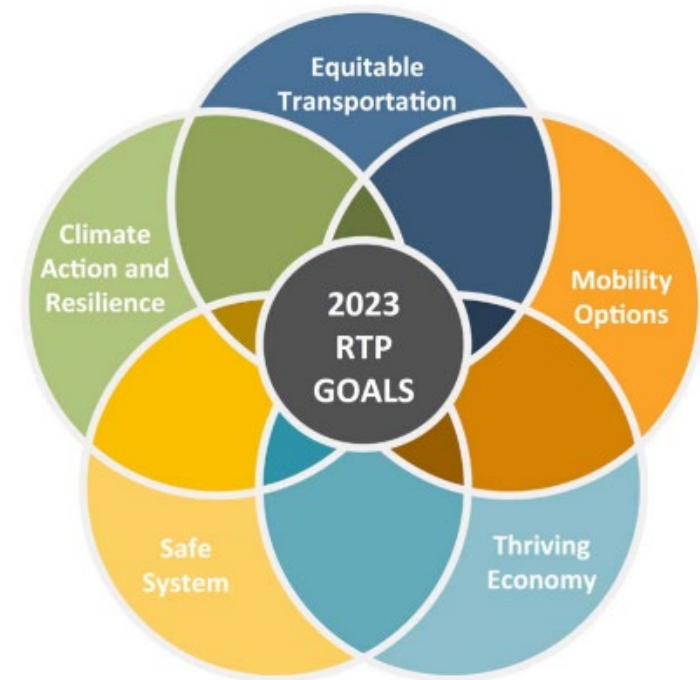 Equitable
Transportation
Climate
Action and
Resilience
Mobility
Options
2023
RTP
GOALS
Safe
System
Thriving
Economy